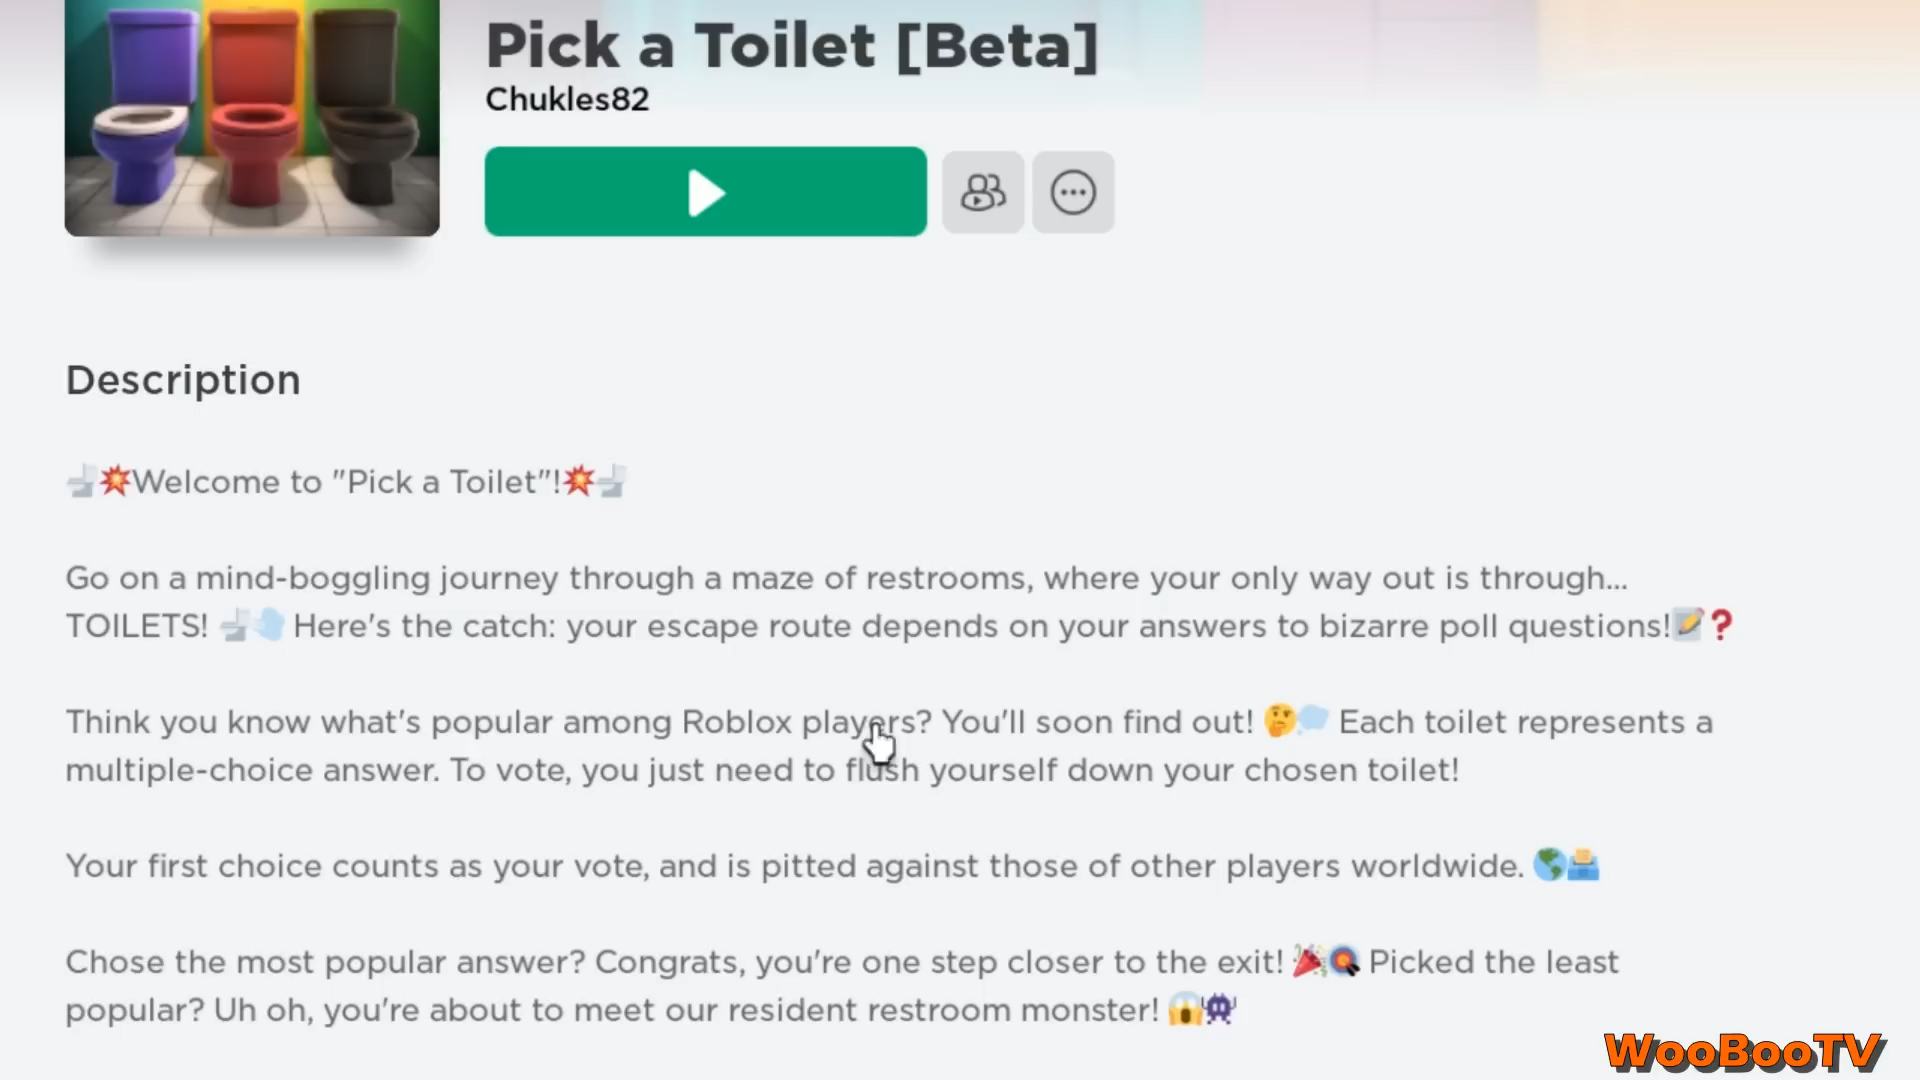 Pick a Toilet [Beta]
Chukles82
Description
🚽💥Welcome to "Pick a Toilet"!💥🚽
Go on a mind-boggling journey through a maze of restrooms, where your only way out is through...
TOILETS! 🚽💨 Here's the catch: your escape route depends on your answers to bizarre poll questions!📝❓
Think you know what's popular among Roblox players? You'll soon find out! 🤔💭 Each toilet represents a
multiple-choice answer. To vote, you just need to flush yourself down your chosen toilet!
Your first choice counts as your vote, and is pitted against those of other players worldwide. 🌎🗳️
Chose the most popular answer? Congrats, you're one step closer to the exit! 🎉🎯 Picked the least
popular? Uh oh, you're about to meet our resident restroom monster! 😱👾
WooBooTV